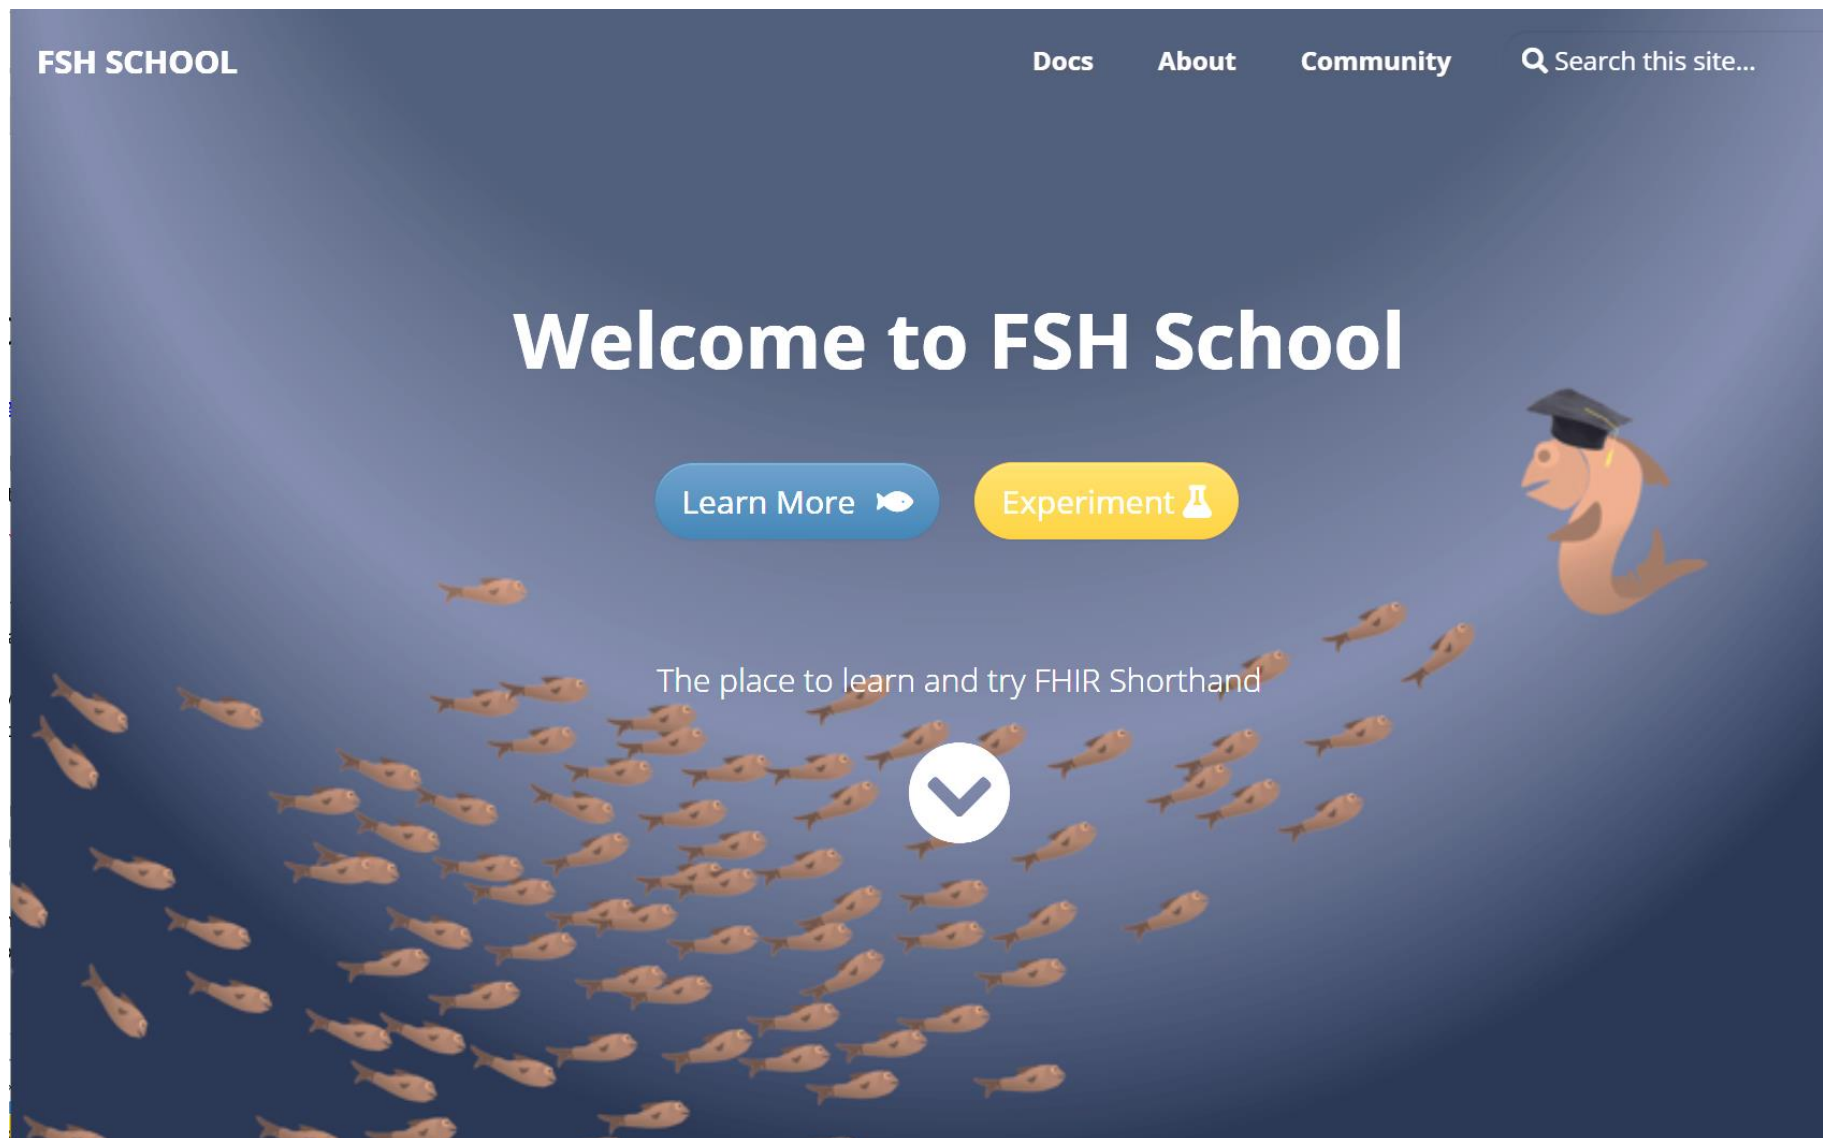 FSH SCHOOL
Docs About Community Search this site...
Welcome to FSH School
Learn More Experiment
The place to learn and try FHIR Shorthand